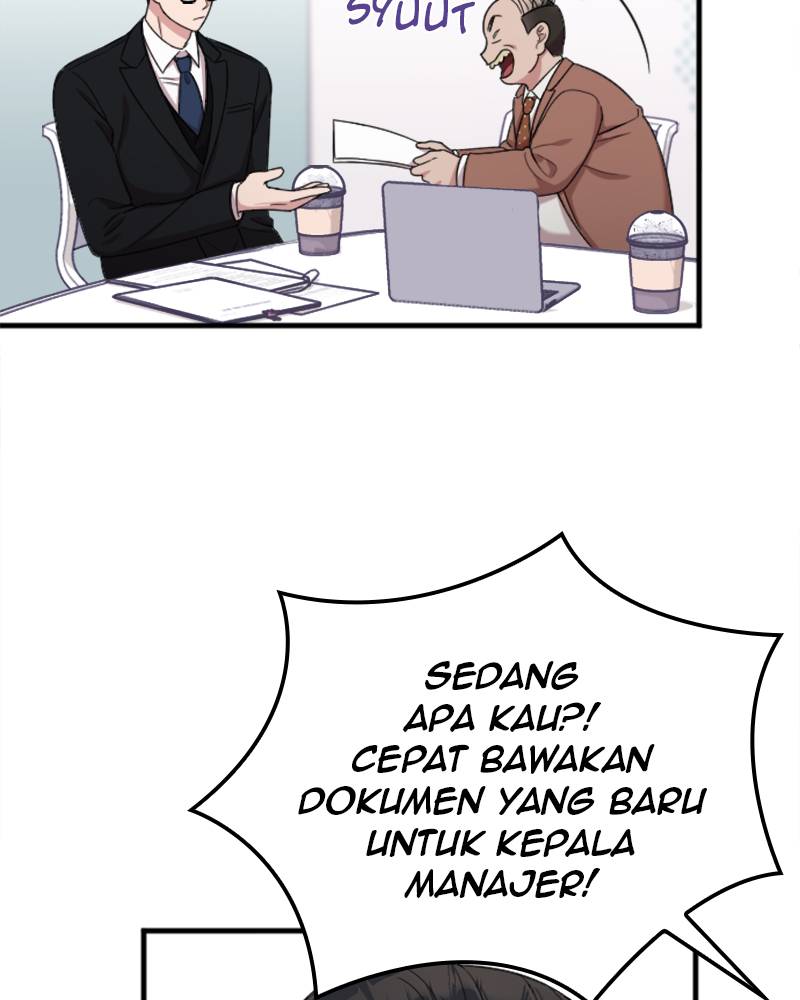 SYUUT
SEDANG
APA KAU?!
CEPAT BAWAKAN
DOKUMEN YANG BARU
UNTUK KEPALA
MANAJER!